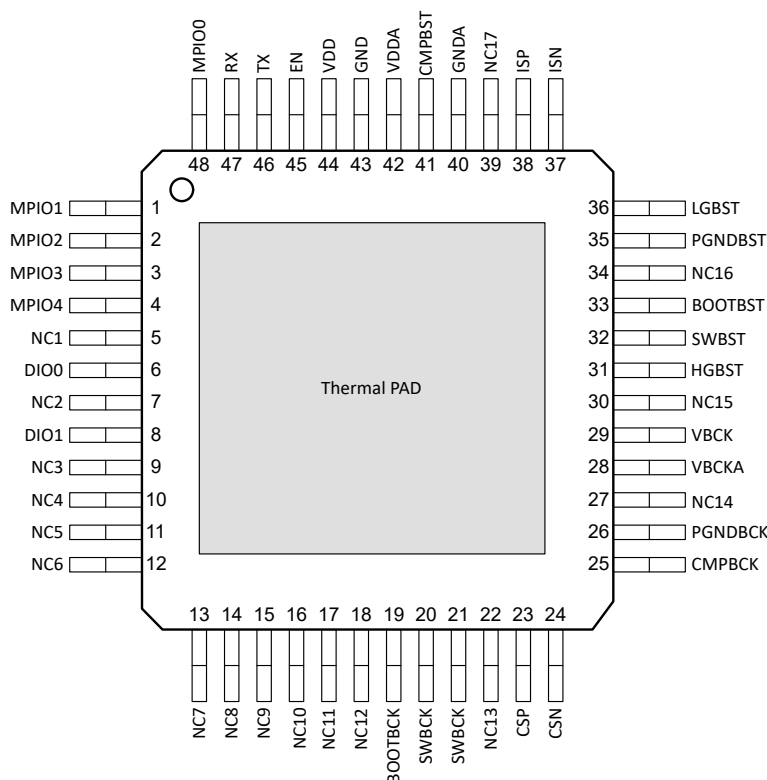 MPIO0
RX
TX
EN
VDD
GND
VDDA
CMPBST
GNDA
NC17
ISP
ISN
48 47 46 45 44 43 42 41 40 39 38 37
MPIO1 1
MPIO2 2
MPIO3 3
MPIO4 4
NC1 5
DIO0 6
NC2 7
DIO1 8
NC3 9
NC4 10
NC5 11
NC6 12
Thermal PAD
36 LGBST
35 PGNDBST
34 NC16
33 BOOTBST
32 SWBST
31 HGBST
30 NC15
29 VBCK
28 VBCKA
27 NC14
26 PGNDBCK
25 CMPBCK
13 14 15 16 17 18 19 20 21 22 23 24
NC7
NC8
NC9
NC10
NC11
NC12
BOOTBCK
SWBCK
SWBCK
NC13
CSP
CSN